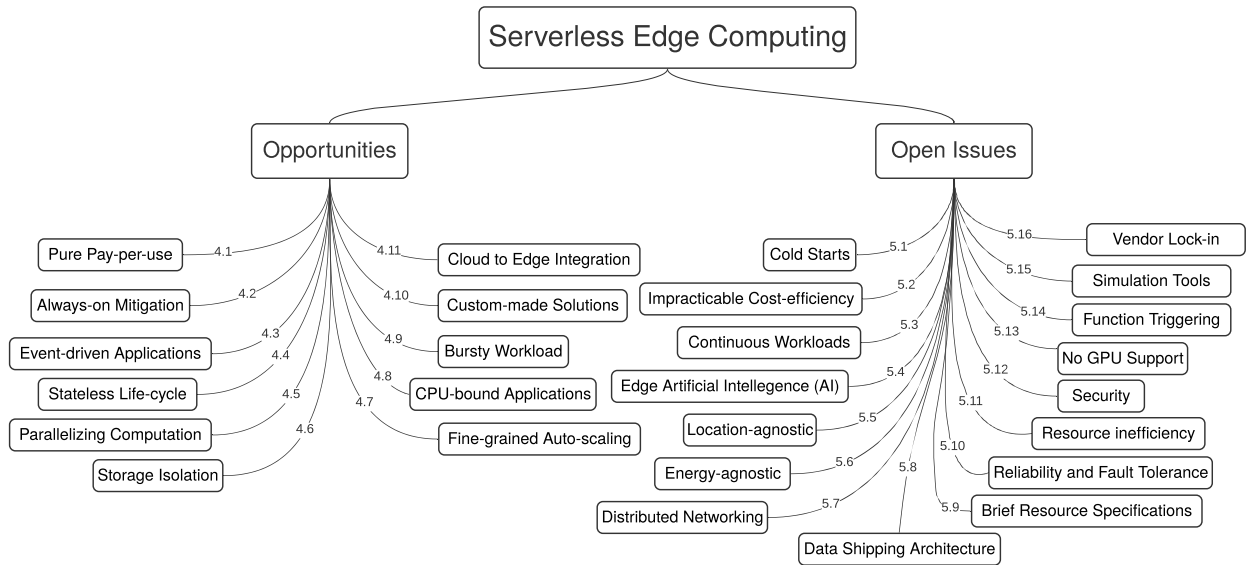 Serverless Edge Computing
Opportunities
Open Issues
4.1
Pure Pay-per-use
4.2
Always-on Mitigation
4.3
Event-driven Applications
4.4
Stateless Life-cycle
4.5
Parallelizing Computation
4.6
Storage Isolation
4.7
Fine-grained Auto-scaling
4.8
CPU-bound Applications
4.9
Bursty Workload
4.10
Custom-made Solutions
4.11
Cloud to Edge Integration
5.1
Cold Starts
5.2
Impracticable Cost-efficiency
5.3
Continuous Workloads
5.4
Edge Artificial Intellegence (AI)
5.5
Location-agnostic
5.6
Energy-agnostic
5.7
Distributed Networking
5.8
Data Shipping Architecture
5.9
Brief Resource Specifications
5.10
Reliability and Fault Tolerance
5.11
Resource inefficiency
5.12
Security
5.13
No GPU Support
5.14
Function Triggering
5.15
Simulation Tools
5.16
Vendor Lock-in